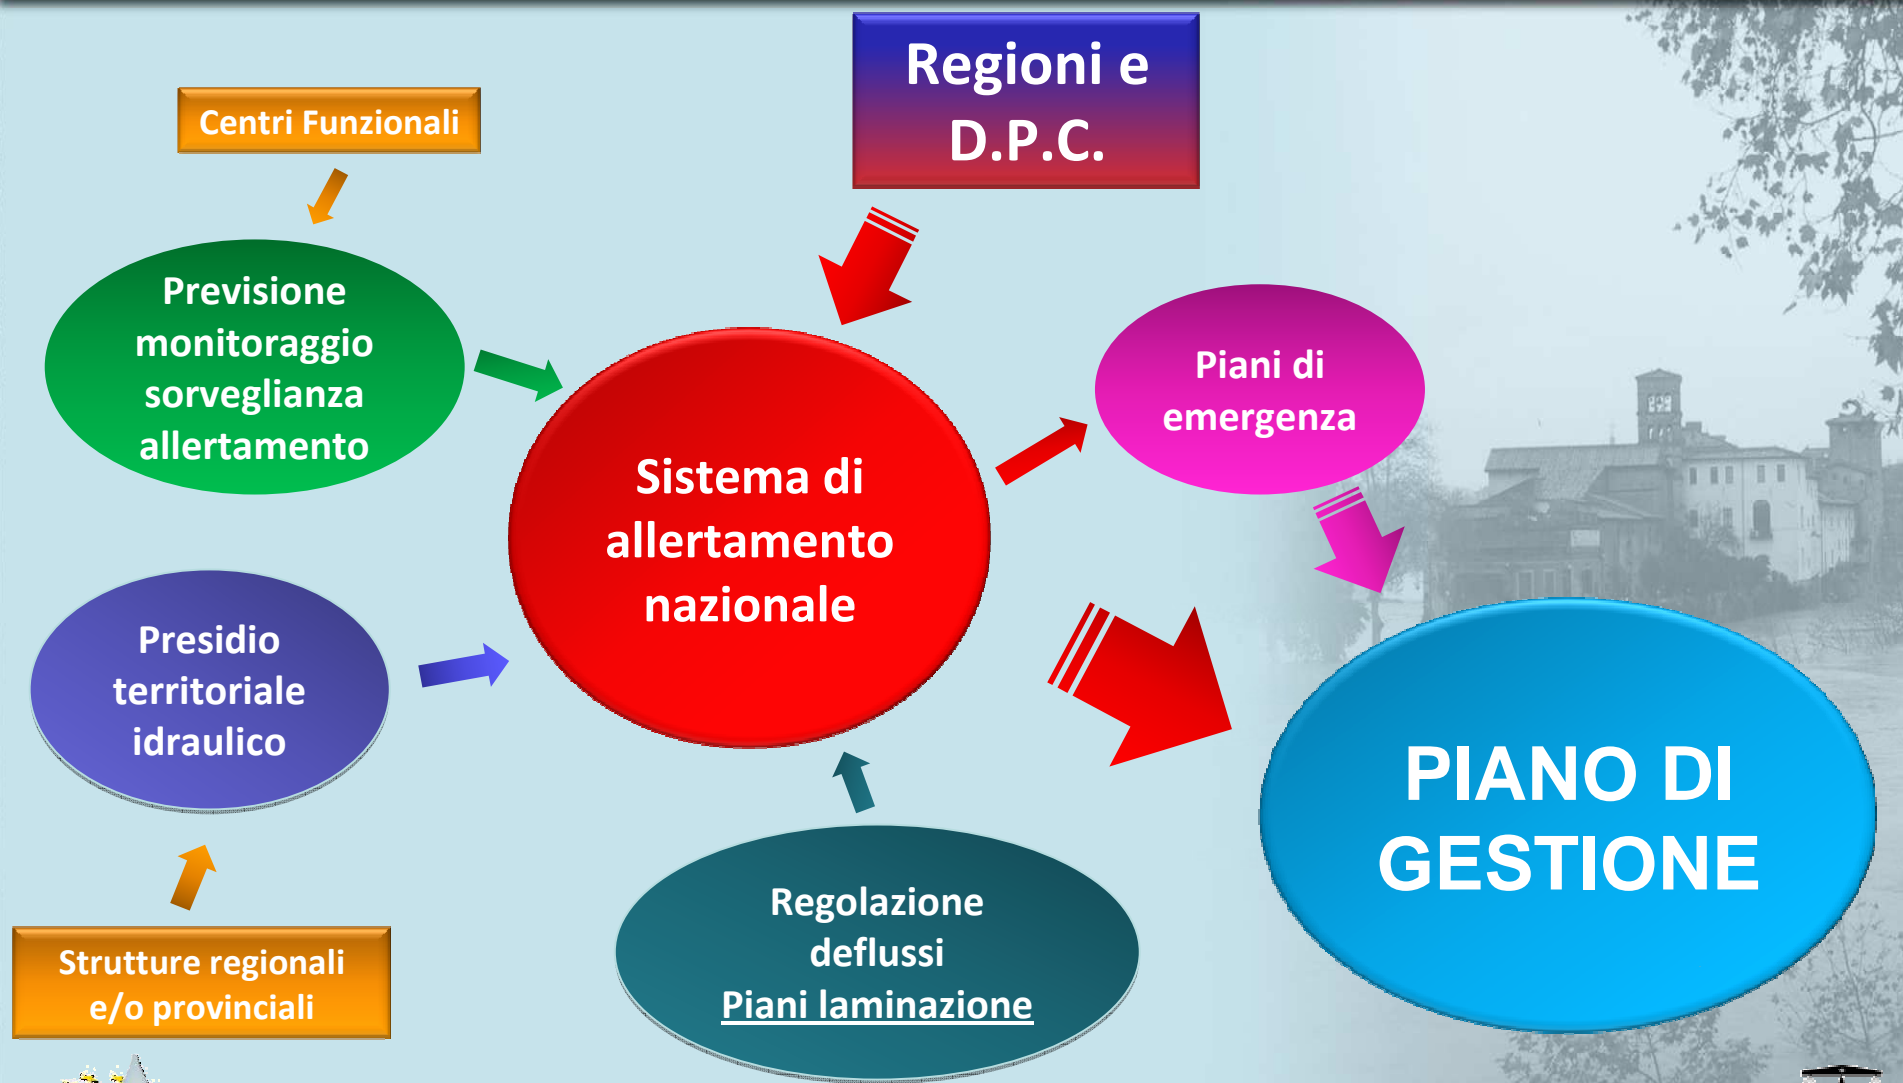 Regioni e
D.P.C.
Centri Funzionali
Previsione
monitoraggio
sorveglianza
allertamento
Piani di
emergenza
Sistema di
allertamento
nazionale
Presidio
territoriale
idraulico
PIANO DI
GESTIONE
Regolazione
deflussi
Piani laminazione
Strutture regionali
e/o provinciali